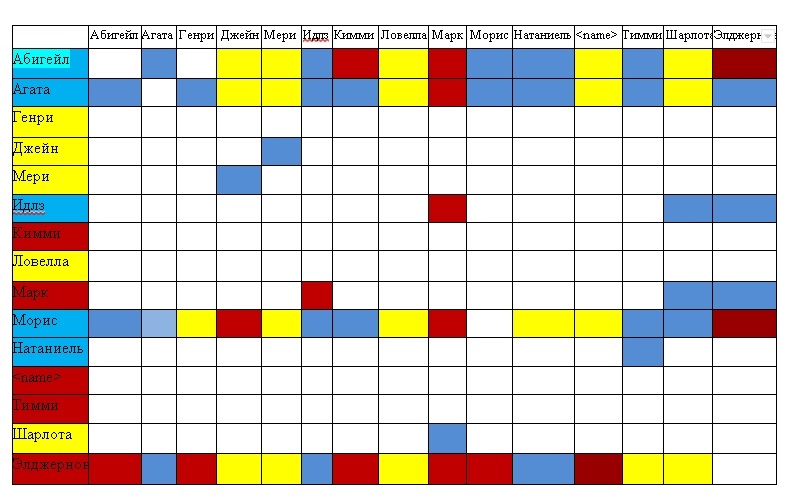 Абигейл Агата Генри Джейн Мери Идлз Кимми Ловелла Марк Морис Натаниель <name> Тимми Шарлота Элджерн
Абигейл
Агата
Генри
Джейн
Мери
Идлз
Кимми
Ловелла
Марк
Морис
Натаниель
<name>
Тимми
Шарлота
Элджернон